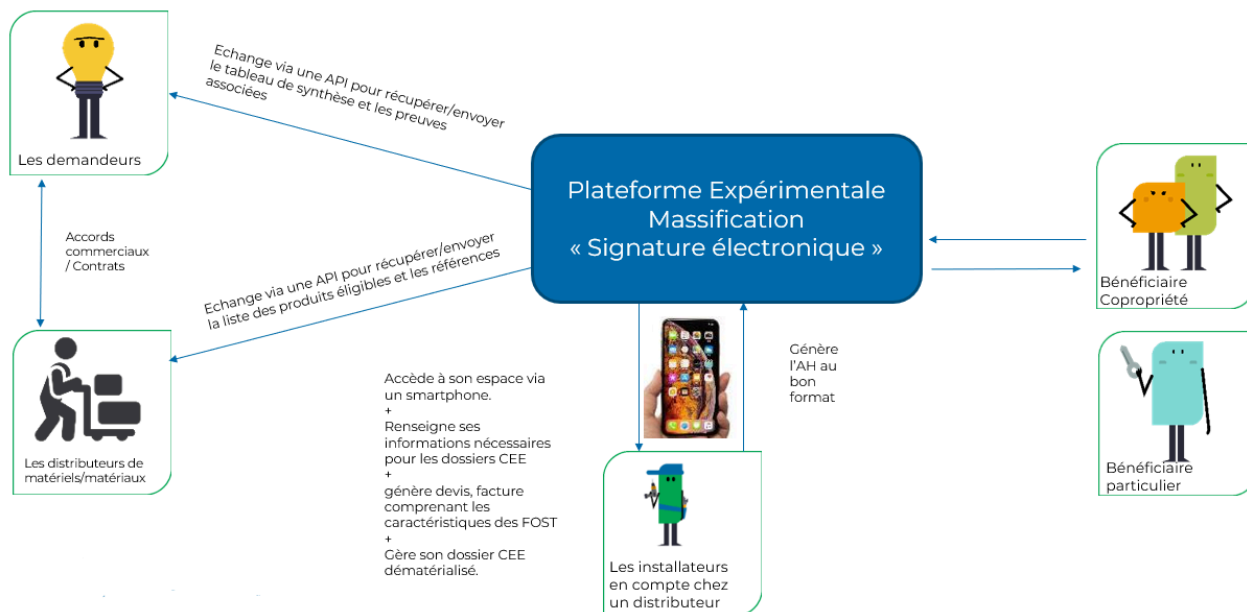 Echange via une API pour récupérer/envoyer
le tableau de synthèse et les preuves
associées
Les demandeurs
Plateforme Expérimentale
Massification
« Signature électronique »
Accords
commerciaux
/ Contrats
Echange via une API pour récupérer/envoyer
la liste des produits éligibles et les références
Bénéficiaire
Copropriété
Les distributeurs de
matériels/matériaux
Accède à son espace via
un smartphone.
+
Renseigne ses
informations nécessaires
pour les dossiers CEE
+
génère devis, facture
comprenant les
caractéristiques des FOST
+
Gère son dossier CEE
dématérialisé.
Génère
l'AH au
bon
format
Les installateurs
en compte chez
un distributeur
Bénéficiaire
particulier